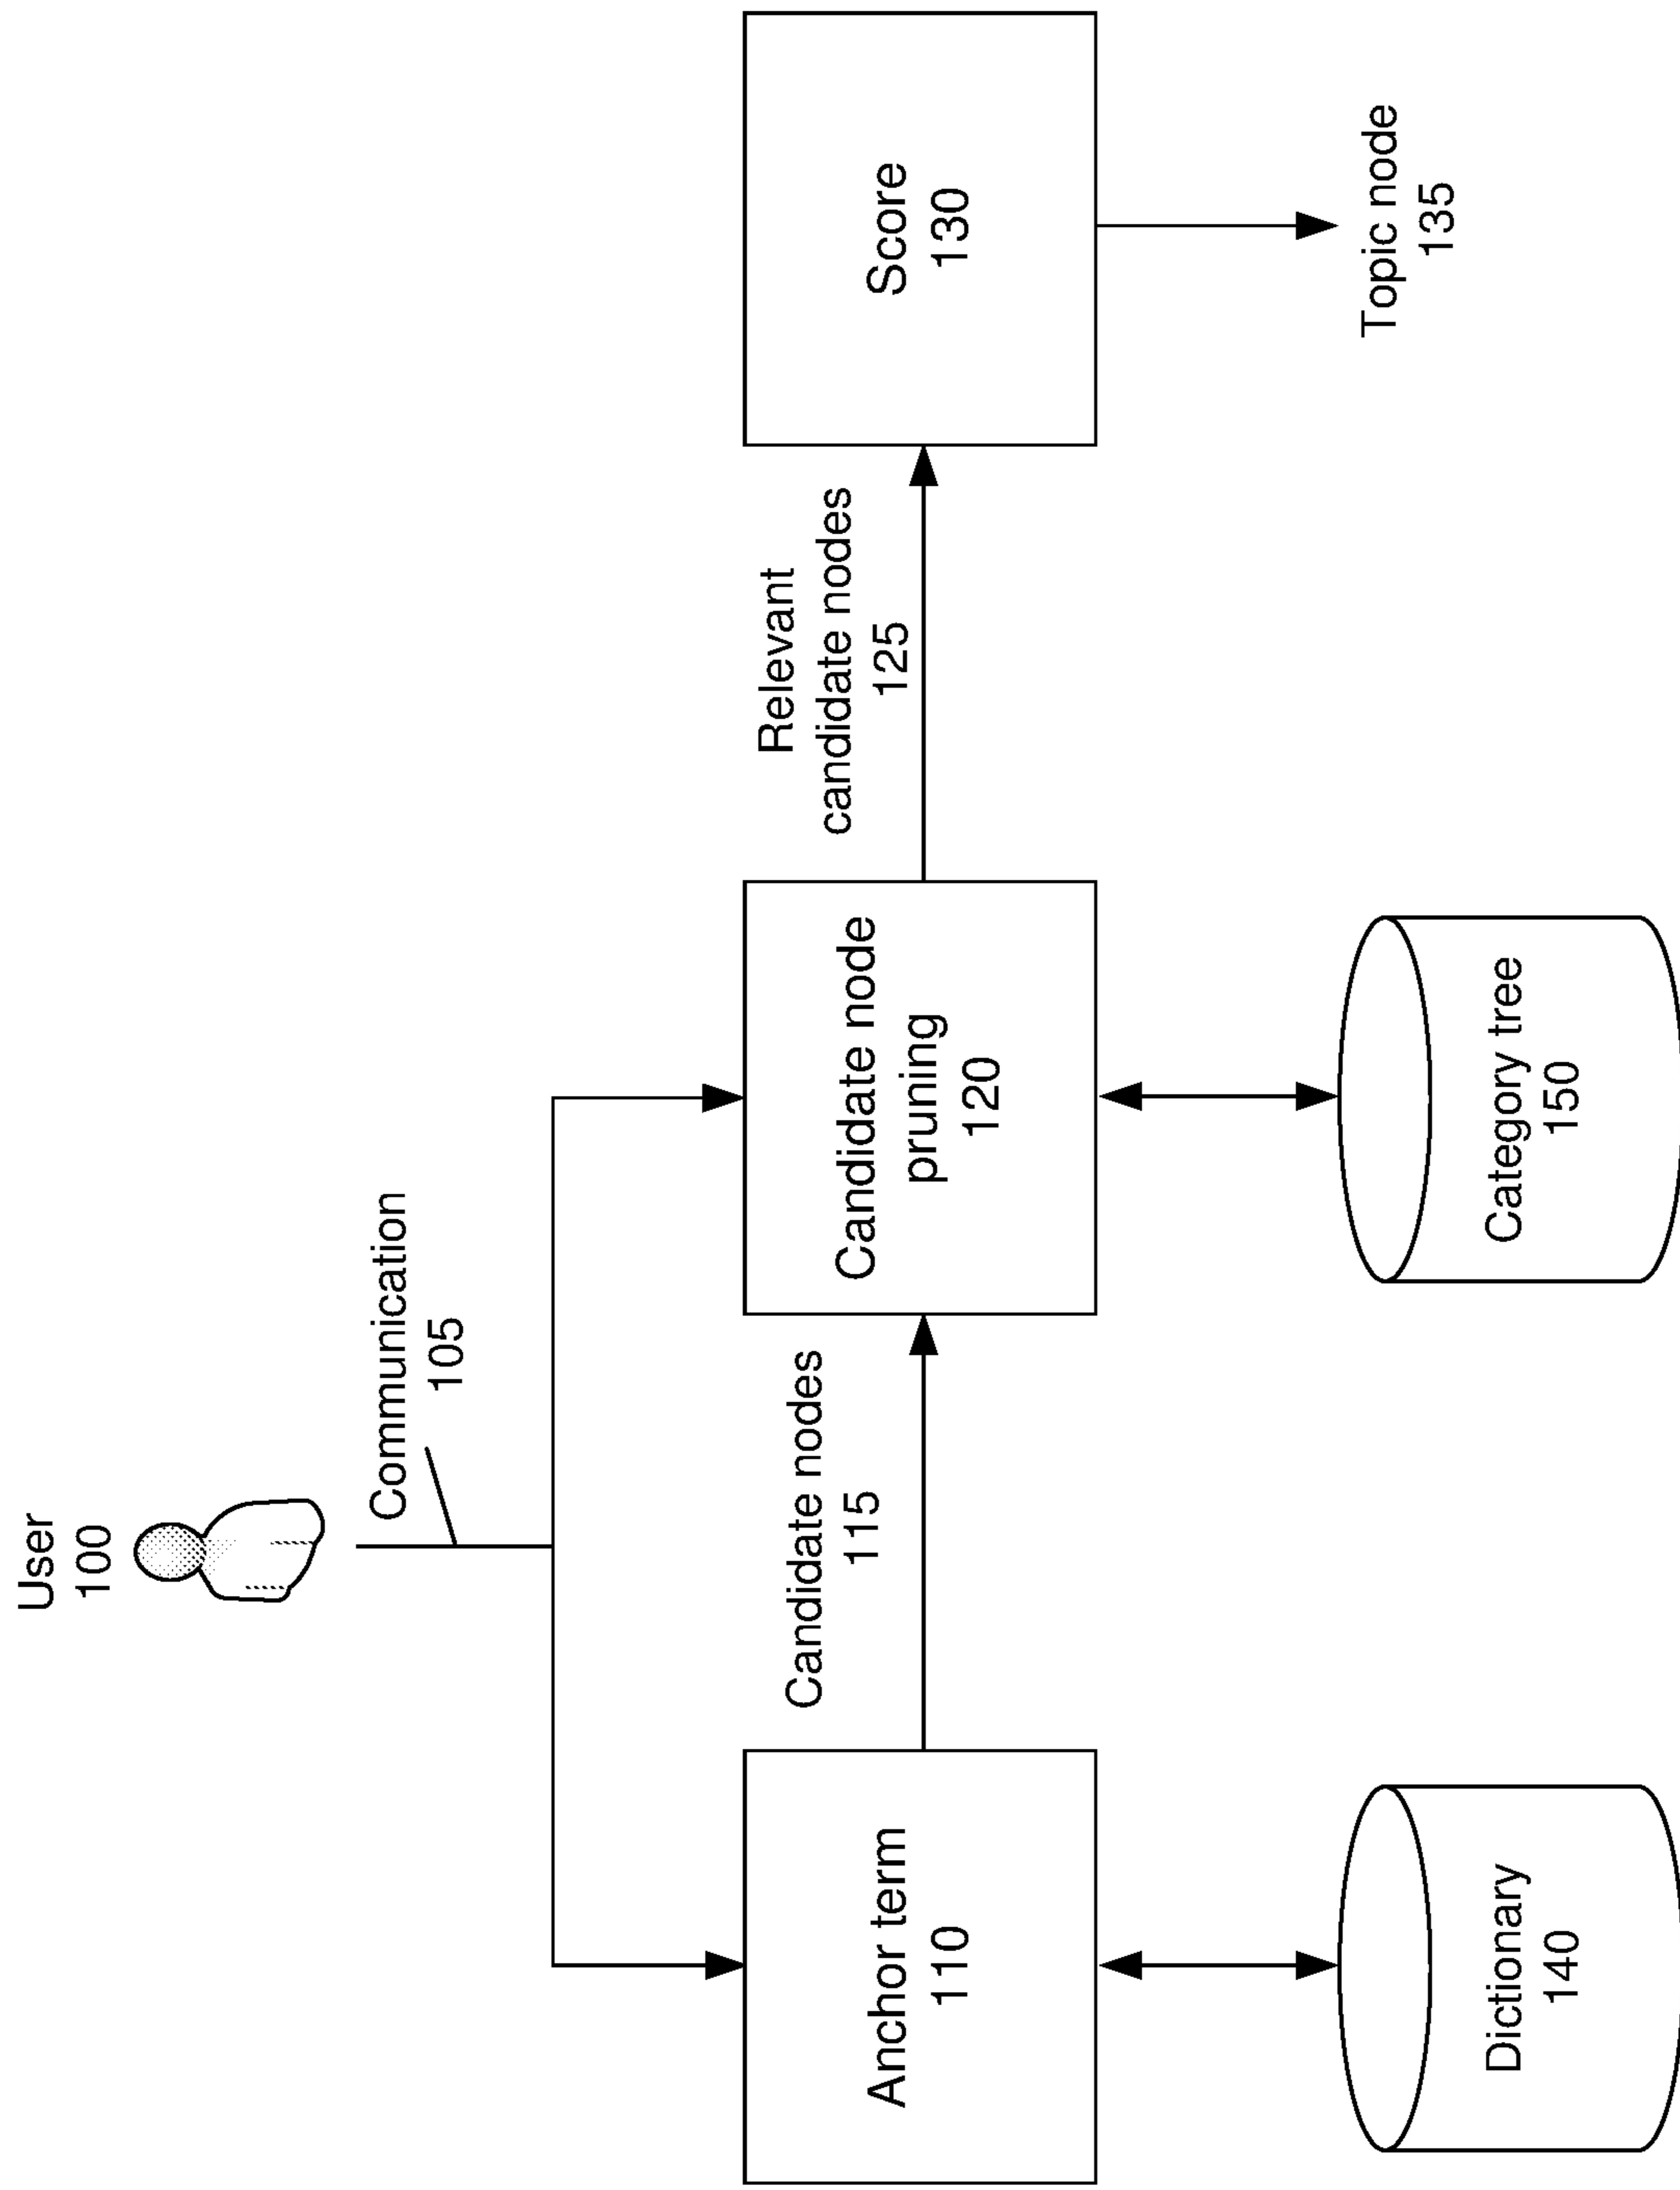 User
100
Communication
105
Candidate nodes
115
Relevant
candidate nodes
125
Anchor term
110
Candidate node
pruning
120
Score
130
Dictionary
140
Category tree
150
Topic node
135